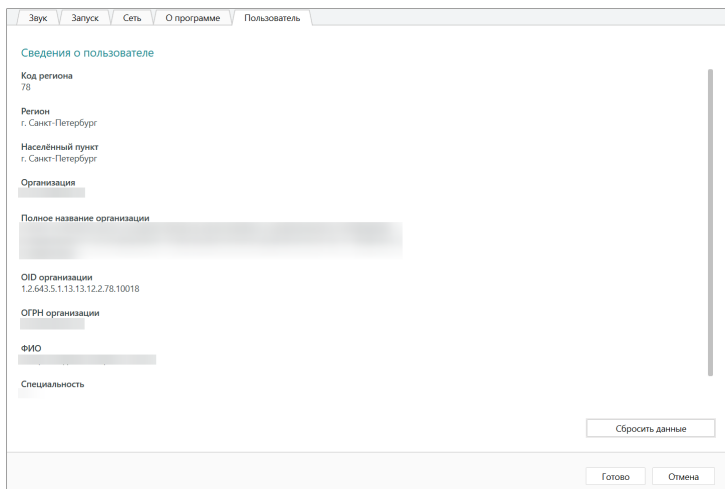 Звук Запуск Сеть О программе Пользователь
Сведения о пользователе
Код региона
78
Регион
г. Санкт-Петербург
Населённый пункт
г. Санкт-Петербург
Организация
Полное название организации
OID организации
1.2.643.5.1.13.13.12.2.78.10018
ОГРН организации
ФИО
Специальность
Сбросить данные
Готово Отмена